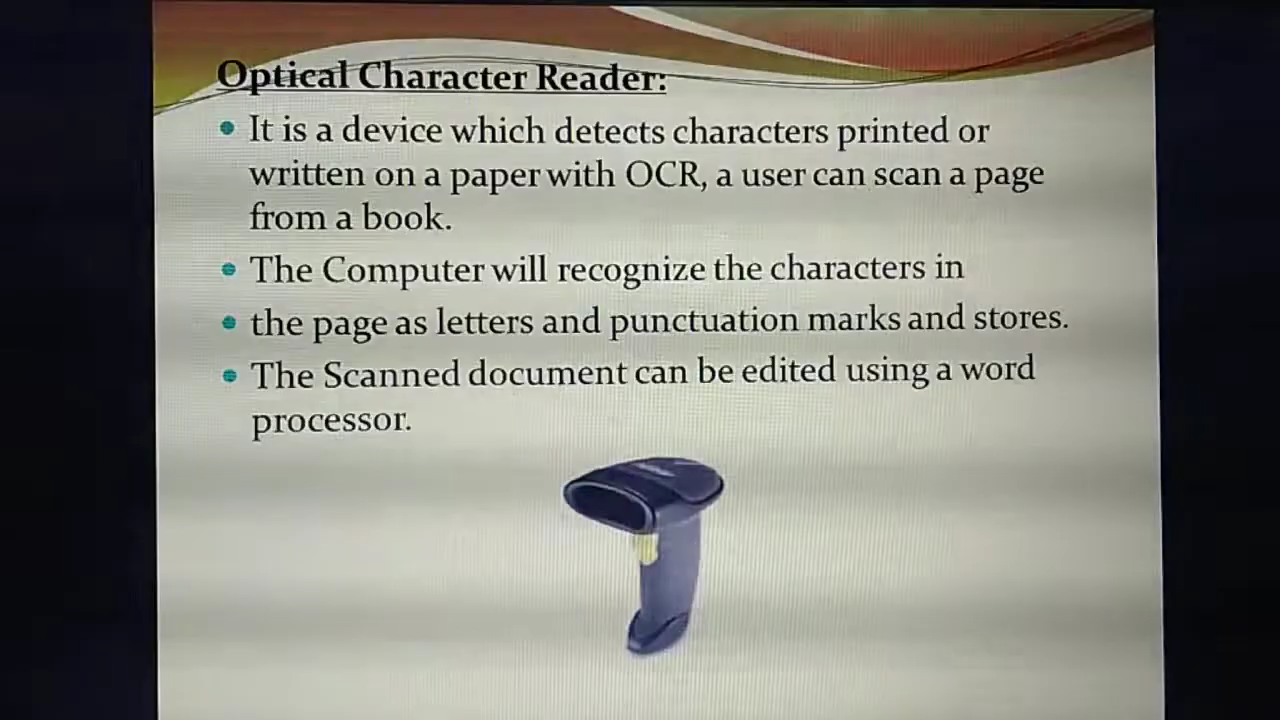 Optical Character Reader:
It is a device which detects characters printed or
written on a paper with OCR, a user can scan a page
from a book.
The Computer will recognize the characters in
the page as letters and punctuation marks and stores.
The Scanned document can be edited using a word
processor.